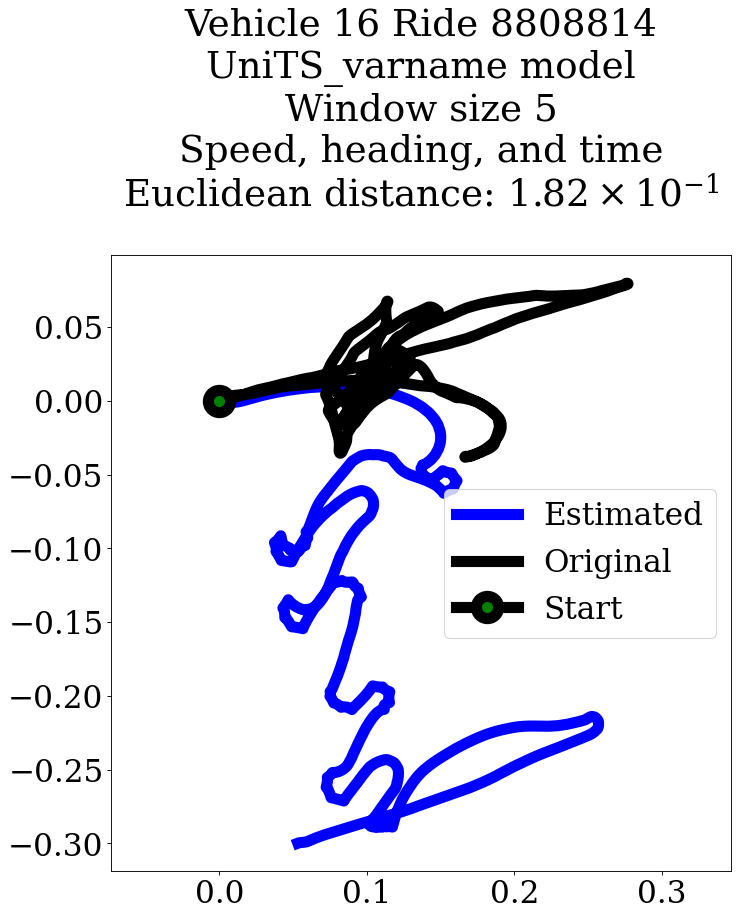 Vehicle 16 Ride 8808814
UniTS_varname model
Window size 5
Speed, heading, and time
Euclidean distance: 1.82 × 10⁻¹
0.05
0.00
−0.05
−0.10
−0.15
−0.20
−0.25
−0.30
Estimated
Original
Start
0.0 0.1 0.2 0.3